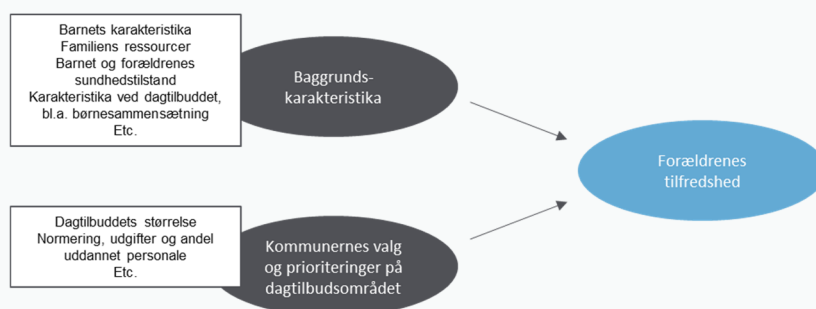 Barnets karakteristika
Familiens ressourcer
Barnet og forældrenes
sundhedstilstand
Karakteristika ved dagtilbuddet,
bl.a. børnesammensætning
Etc.
Baggrunds-
karakteristika
Forældrenes
tilfredshed
Dagtilbuddets størrelse
Normering, udgifter og andel
uddannet personale
Etc.
Kommunernes valg
og prioriteringer på
dagtilbudsområdet